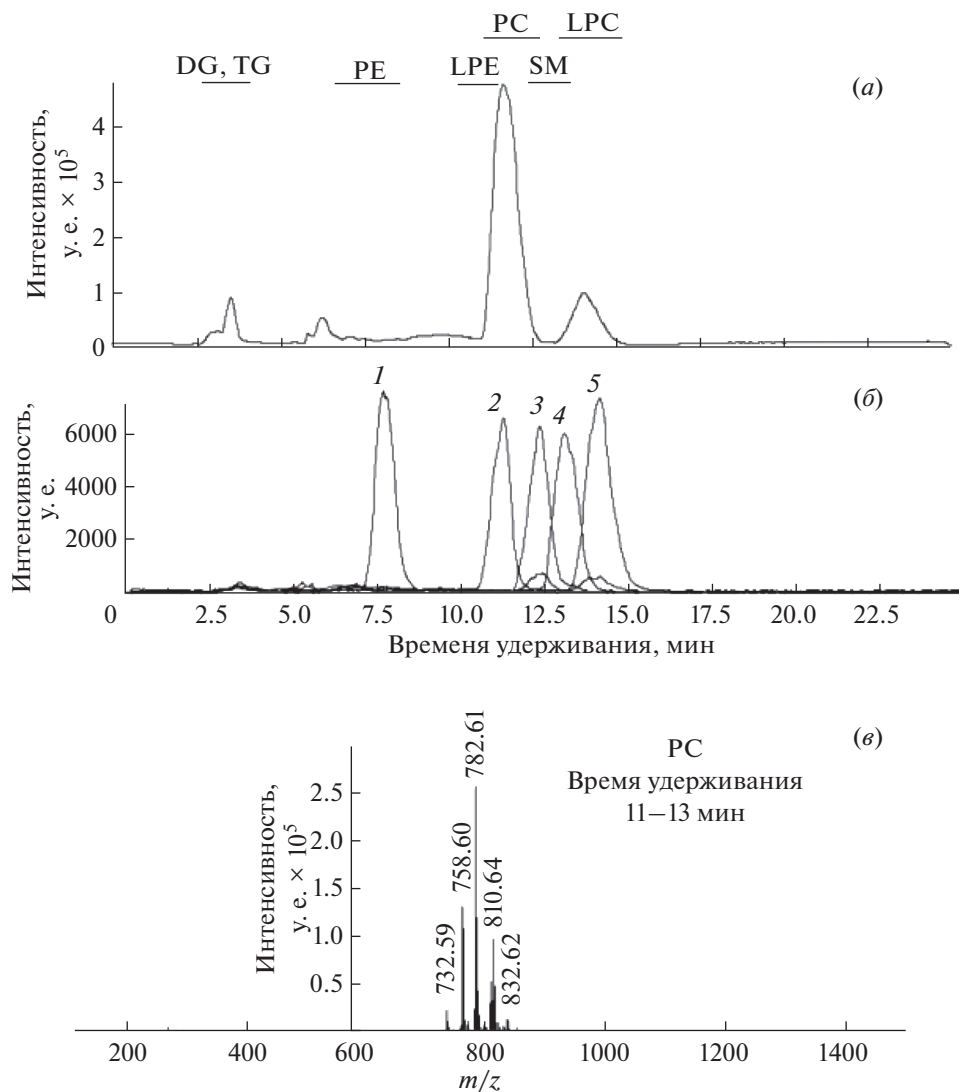 PC LPC
DG, TG PE LPE SM
(а)
Интенсивность,
у. е. × 10⁵
4
3
2
1
0
(б)
Интенсивность,
у. е.
6000
4000
2000
1 2 3 4 5
0 2.5 5.0 7.5 10.0 12.5 15.0 17.5 20.0 22.5
Временя удерживания, мин
(в)
PC
Время удерживания
11–13 мин
Интенсивность,
у. е. × 10⁵
2.5
2.0
1.5
1.0
0.5
732.59
758.60
782.61
810.64
832.62
200 400 600 800 1000 1200 1400
m/z